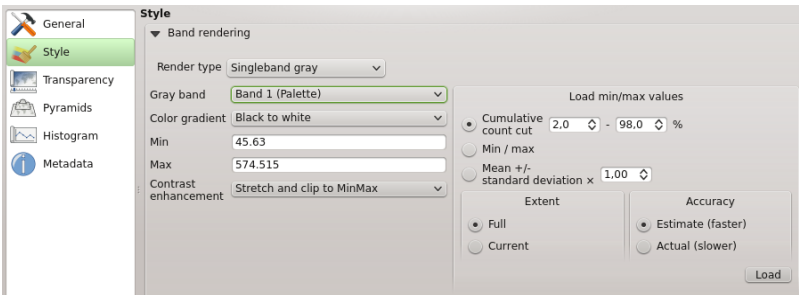 General
Style
Transparency
Pyramids
Histogram
Metadata
Style
Band rendering
Render type Singleband gray
Gray band Band 1 (Palette)
Color gradient Black to white
Min 45.63
Max 574.515
Contrast
enhancement Stretch and clip to MinMax
Load min/max values
Cumulative
count cut 2,0 - 98,0 %
Min / max
Mean +/-
standard deviation × 1,00
Extent
Full
Current
Accuracy
Estimate (faster)
Actual (slower)
Load